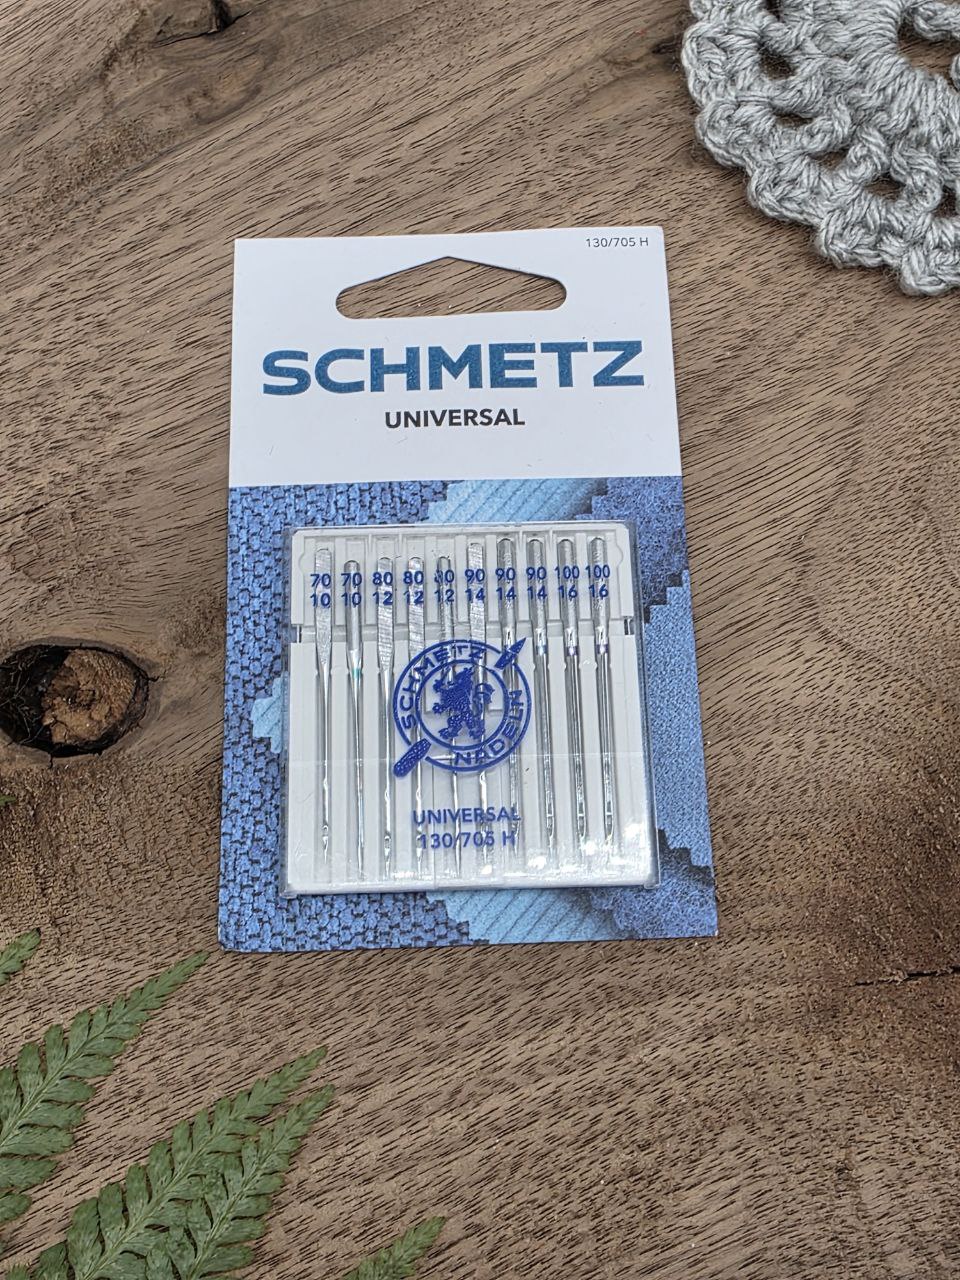 130/705 H
SCHMETZ
UNIVERSAL
70 70 80 80 80 90 90 90 100 100
10 10 12 12 12 14 14 14 16 16
SCHMETZ
NADELN
UNIVERSAL
130/705 H